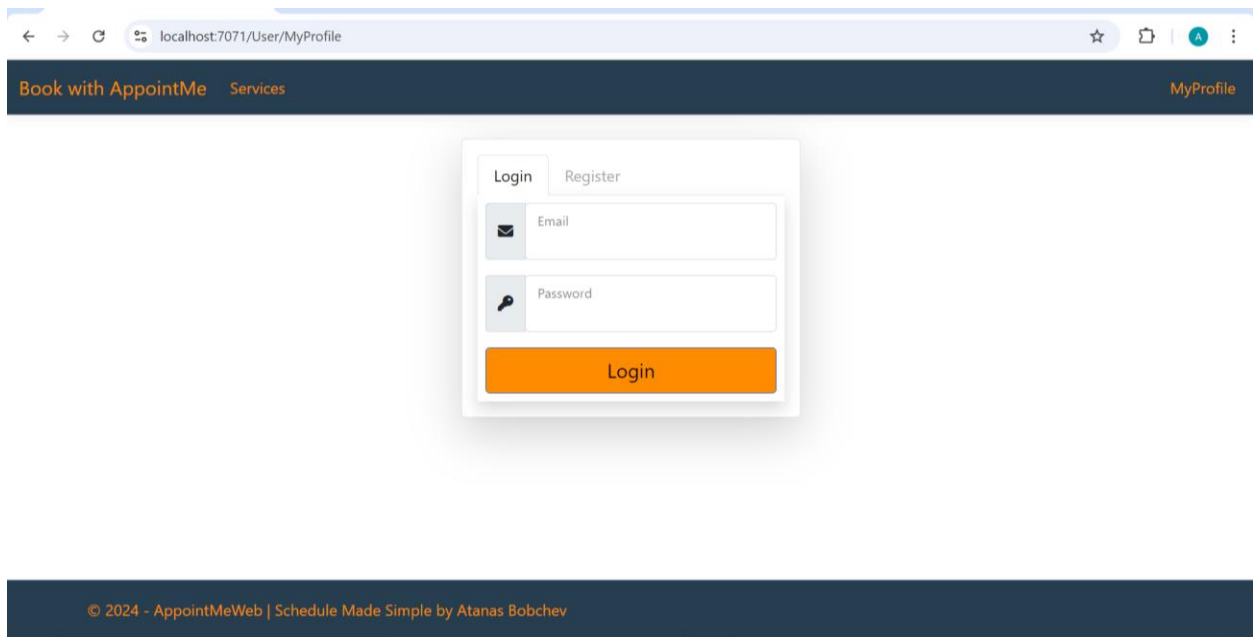 localhost:7071/User/MyProfile
A
Book with AppointMe Services MyProfile
Login Register
Email
Password
Login
© 2024 - AppointMeWeb | Schedule Made Simple by Atanas Bobchev